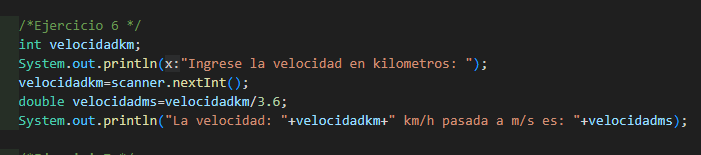 /*Ejercicio 6 */
int velocidadkm;
System.out.println(x:"Ingrese la velocidad en kilometros: ");
velocidadkm=scanner.nextInt();
double velocidadms=velocidadkm/3.6;
System.out.println("La velocidad: "+velocidadkm+" km/h pasada a m/s es: "+velocidadms);